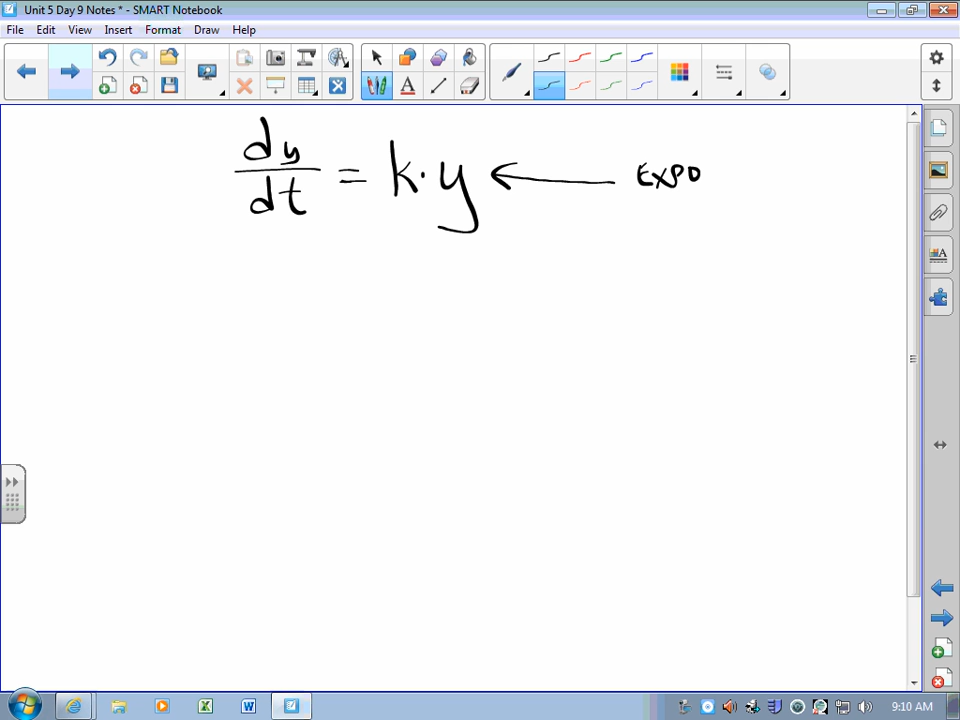 Unit 5 Day 9 Notes * - SMART Notebook
File Edit View Insert Format Draw Help
dy/dt = k · y ← EXPO
9:10 AM